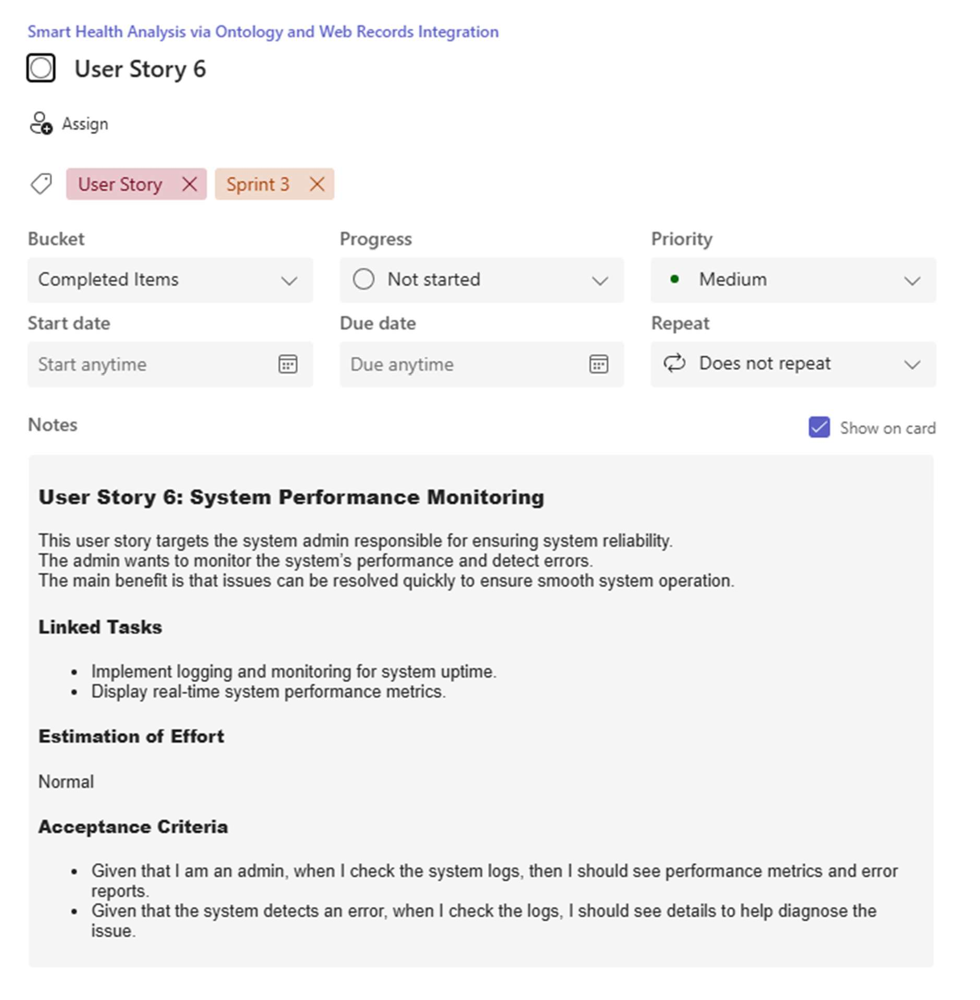 Smart Health Analysis via Ontology and Web Records Integration
User Story 6
Assign
User Story
Sprint 3
Bucket
Progress
Priority
Completed Items
Not started
Medium
Start date
Due date
Repeat
Start anytime
Due anytime
Does not repeat
Notes
Show on card
User Story 6: System Performance Monitoring
This user story targets the system admin responsible for ensuring system reliability.
The admin wants to monitor the system's performance and detect errors.
The main benefit is that issues can be resolved quickly to ensure smooth system operation.
Linked Tasks
• Implement logging and monitoring for system uptime.
• Display real-time system performance metrics.
Estimation of Effort
Normal
Acceptance Criteria
• Given that I am an admin, when I check the system logs, then I should see performance metrics and error
reports.
• Given that the system detects an error, when I check the logs, I should see details to help diagnose the
issue.